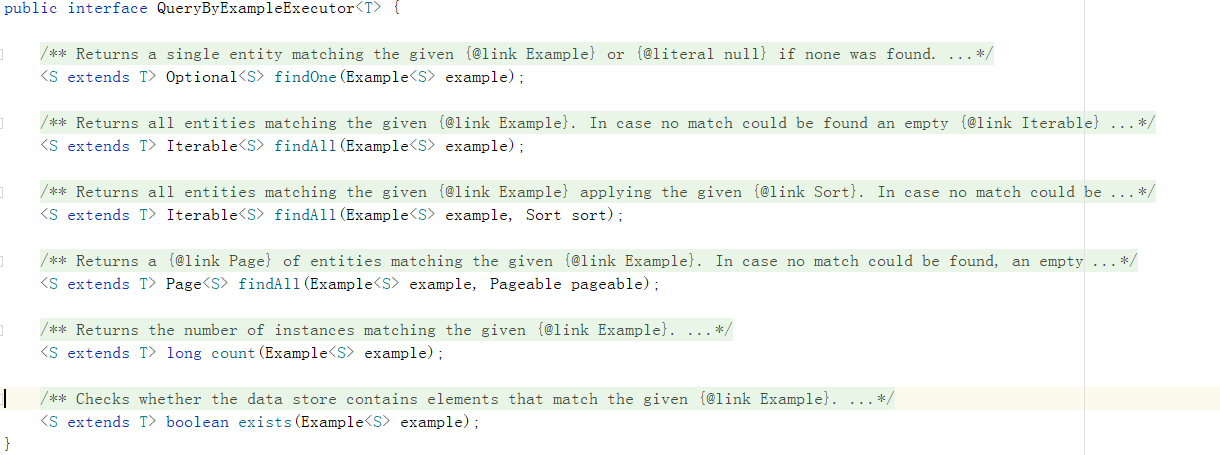 public interface QueryByExampleExecutor<T> {
/** Returns a single entity matching the given {@link Example} or {@literal null} if none was found. ...*/
<S extends T> Optional<S> findOne(Example<S> example);
/** Returns all entities matching the given {@link Example}. In case no match could be found an empty {@link Iterable} ...*/
<S extends T> Iterable<S> findAll(Example<S> example);
/** Returns all entities matching the given {@link Example} applying the given {@link Sort}. In case no match could be ...*/
<S extends T> Iterable<S> findAll(Example<S> example, Sort sort);
/** Returns a {@link Page} of entities matching the given {@link Example}. In case no match could be found, an empty ...*/
<S extends T> Page<S> findAll(Example<S> example, Pageable pageable);
/** Returns the number of instances matching the given {@link Example}. ...*/
<S extends T> long count(Example<S> example);
/** Checks whether the data store contains elements that match the given {@link Example}. ...*/
<S extends T> boolean exists(Example<S> example);
}